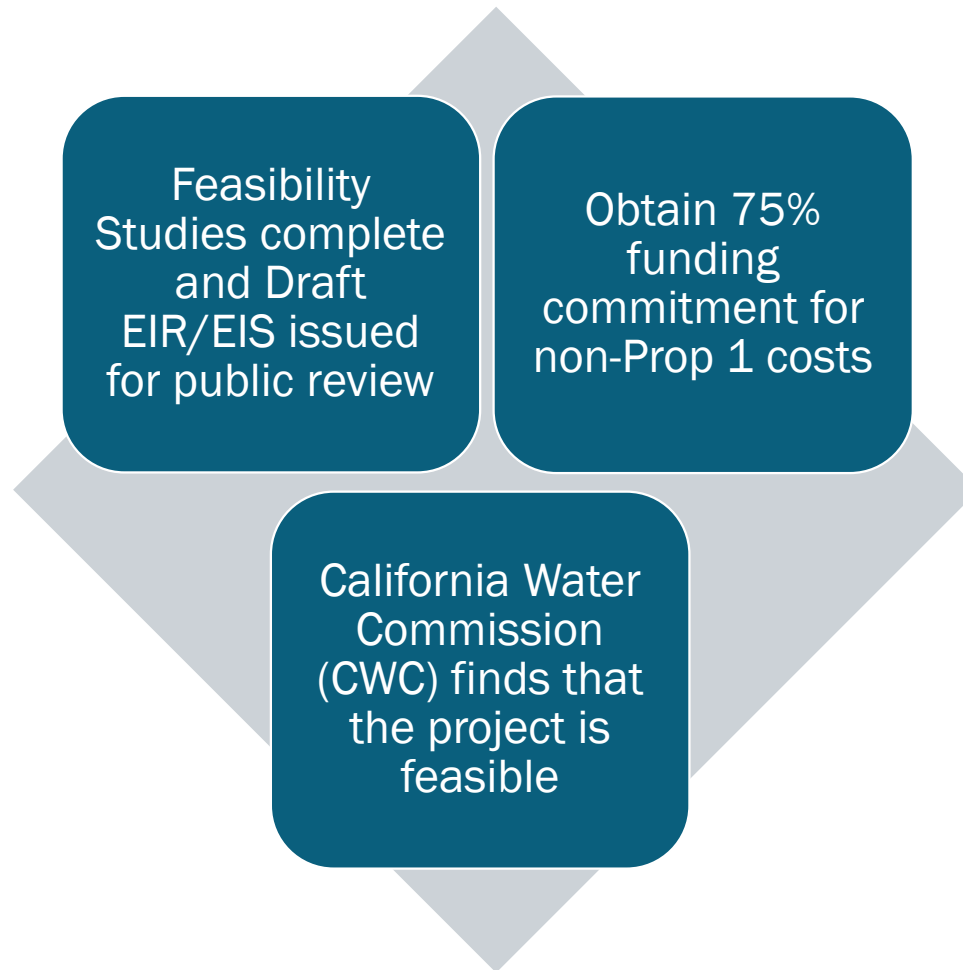 Feasibility
Studies complete
and Draft
EIR/EIS issued
for public review
Obtain 75%
funding
commitment for
non-Prop 1 costs
California Water
Commission
(CWC) finds that
the project is
feasible